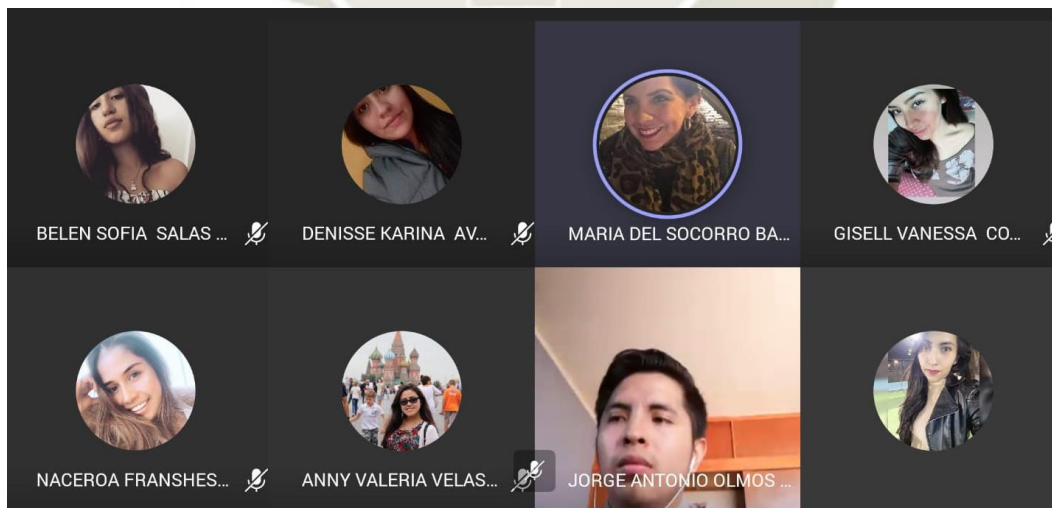 BELEN SOFIA SALAS ...
DENISSE KARINA AV...
MARIA DEL SOCORRO BA...
GISELL VANESSA CO...
NACEROA FRANSHES...
ANNY VALERIA VELAS...
JORGE ANTONIO OLMOS ...